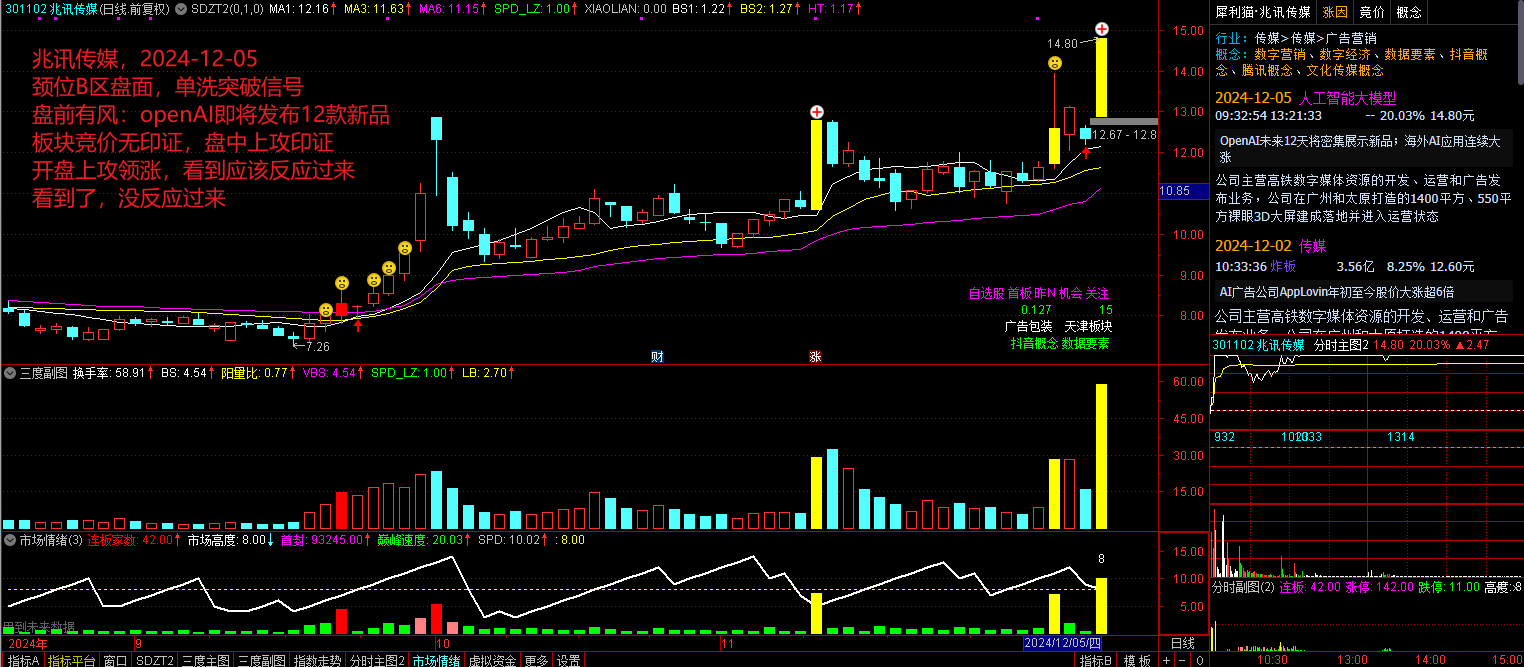 301102 兆讯传媒(日线.前复权) SDZT2(0,1,0) MA1: 12.16↑ MA3: 11.63↑ MA6: 11.15↑ SPD_LZ: 1.00↑ XIAOLIAN: 0.00 BS1: 1.22↑ BS2: 1.27↑ HT: 1.17↑
兆讯传媒，2024-12-05
颈位B区盘面，单洗突破信号
盘前有风：openAI即将发布12款新品
板块竞价无印证，盘中上攻印证
开盘上攻领涨，看到应该反应过来
看到了，没反应过来
14.80
12.67 - 12.8
7.26
自选股 首板 昨N 机会 关注
0.127 15
广告包装 天津板块
抖音概念 数据要素
财
涨
15.00
14.00
13.00
12.00
10.85
10.00
9.00
8.00
三度副图 换手率: 58.91↑ BS: 4.54↑ 阳量比: 0.77↑ VBS: 4.54↑ SPD_LZ: 1.00↑ LB: 2.70↑
60.00
45.00
30.00
15.00
市场情绪(3) 连板家数: 42.00↑ 市场高度: 8.00↓ 首封: 93245.00↑ 巅峰速度: 20.03↑ SPD: 10.02↑ : 8.00
8
15.00
10.00
5.00
用到未来数据
2024年 9 10 11 2024/12/05/四 日线
指标A 指标平台 窗口 SDZT2 三度主图 三度副图 指数走势 分时主图2 市场情绪 虚拟资金 更多 设置 指标B 模板 + - 0
犀利猫·兆讯传媒 涨因 竞价 概念
行业: 传媒>传媒>广告营销
概念: 数字营销、数字经济、数据要素、抖音概
念、腾讯概念、文化传媒概念
2024-12-05 人工智能大模型
09:32:54 13:21:33 -- 20.03% 14.80元
OpenAI未来12天将密集展示新品；海外AI应用连续大
涨
公司主营高铁数字媒体资源的开发、运营和广告发
布业务，公司在广州和太原打造的1400平方、550平
方裸眼3D大屏建成落地并进入运营状态
2024-12-02 传媒
10:33:36 炸板 3.56亿 8.25% 12.60元
AI广告公司AppLovin年初至今股价大涨超6倍
公司主营高铁数字媒体资源的开发、运营和广告
301102 兆讯传媒 分时主图2 14.80 20.03% ▲2.47
932 1314
分时副图(2) 连板: 42.00 涨停: 142.00 跌停: 11.00 高度: 8
10:30 13:00 14:00 15:00